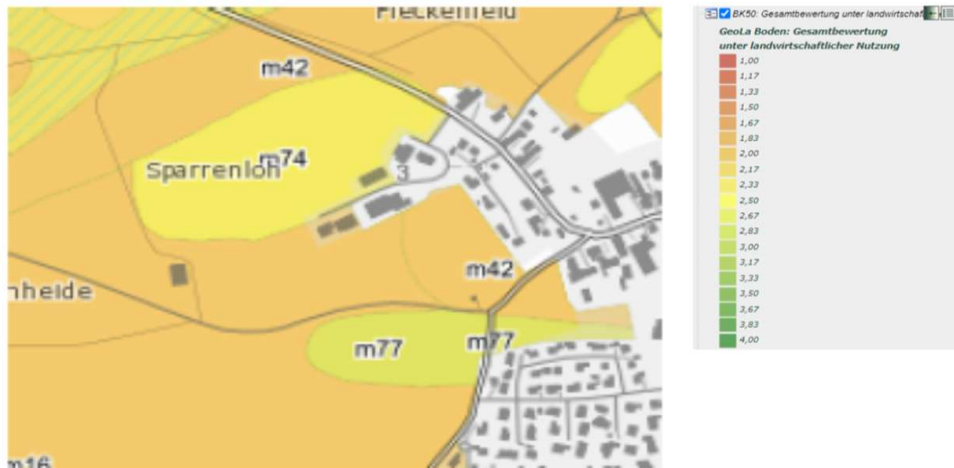 Fleckenfeld
m42
Sparrenloh
m74
3
m42
nheide
m77
m77
m16
BK50: Gesamtbewertung unter landwirtschaf
GeoLa Boden: Gesamtbewertung
unter landwirtschaftlicher Nutzung
1,00
1,17
1,33
1,50
1,67
1,83
2,00
2,17
2,33
2,50
2,67
2,83
3,00
3,17
3,33
3,50
3,67
3,83
4,00